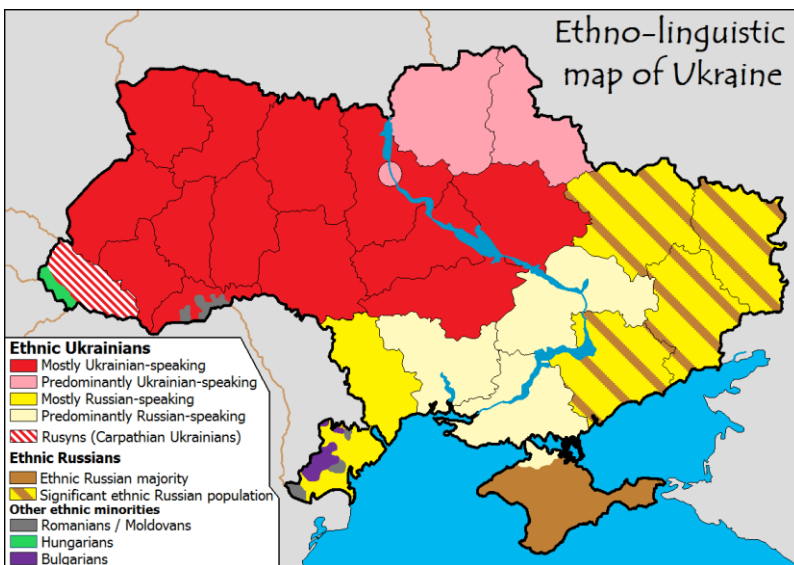 Ethno-linguistic
map of Ukraine
Ethnic Ukrainians
Mostly Ukrainian-speaking
Predominantly Ukrainian-speaking
Mostly Russian-speaking
Predominantly Russian-speaking
Rusyns (Carpathian Ukrainians)
Ethnic Russians
Ethnic Russian majority
Significant ethnic Russian population
Other ethnic minorities
Romanians / Moldovans
Hungarians
Bulgarians